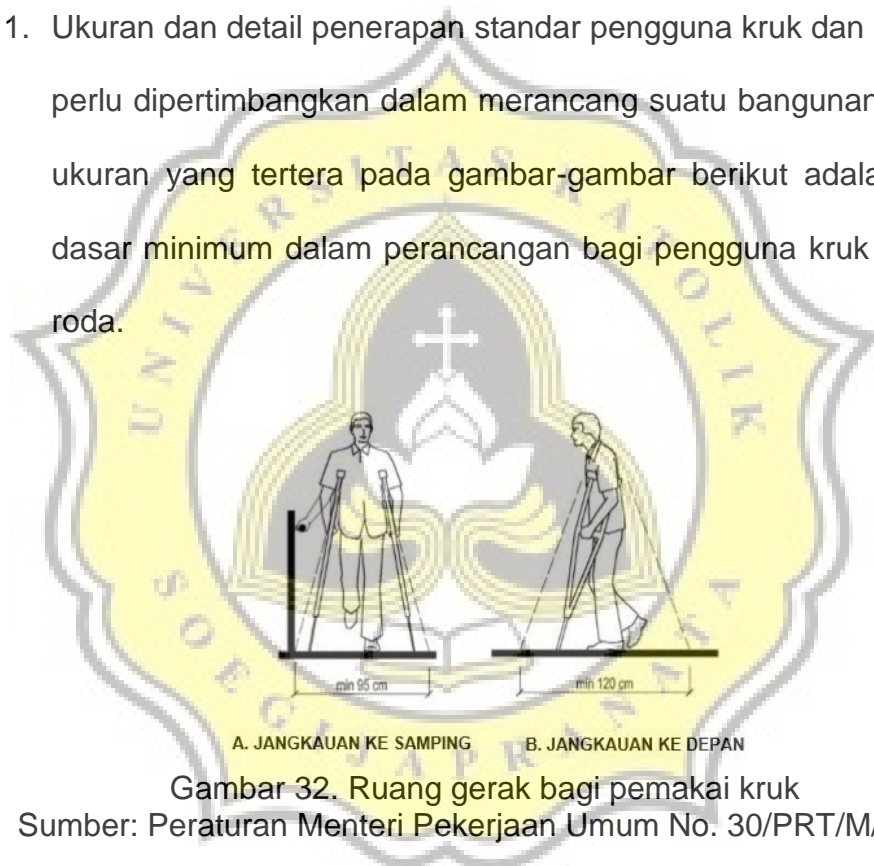 1. Ukuran dan detail penerapan standar pengguna kruk dan
perlu dipertimbangkan dalam merancang suatu bangunan
ukuran yang tertera pada gambar-gambar berikut
dasar minimum dalam perancangan bagi pengguna kruk
roda.
UNIVERSITAS KATOLIK
SOEGIJAPRANATA
min 95 cm
min 120 cm
A. JANGKAUAN KE SAMPING
B. JANGKAUAN KE DEPAN
Gambar 32. Ruang gerak bagi pemakai kruk
Sumber: Peraturan Menteri Pekerjaan Umum No. 30/PRT/M/